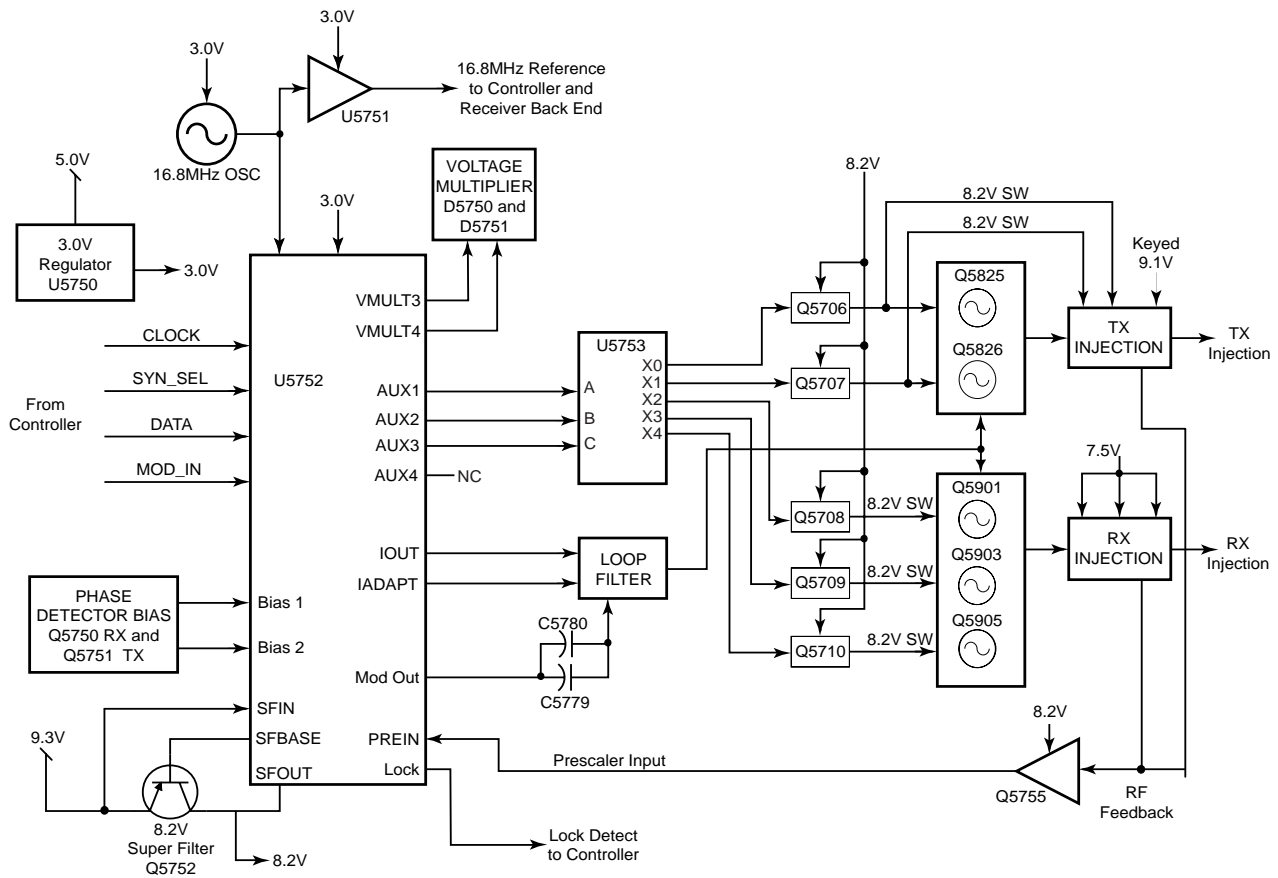 3.0V
3.0V
16.8MHz Reference
to Controller and
Receiver Back End
U5751
16.8MHz OSC
5.0V
3.0V
Regulator
U5750
3.0V
3.0V
VOLTAGE
MULTIPLIER
D5750 and
D5751
8.2V
8.2V SW
8.2V SW
Keyed
9.1V
VMULT3
VMULT4
U5752
CLOCK
SYN_SEL
From
Controller
DATA
MOD_IN
AUX1
AUX2
AUX3
AUX4
NC
U5753
A
B
C
X0
X1
X2
X3
X4
Q5706
Q5707
Q5825
Q5826
TX
INJECTION
TX
Injection
7.5V
Q5708
8.2V SW
Q5709
8.2V SW
Q5710
8.2V SW
Q5901
Q5903
Q5905
RX
INJECTION
RX
Injection
IOUT
IADAPT
LOOP
FILTER
PHASE
DETECTOR BIAS
Q5750 RX and
Q5751 TX
Bias 1
Bias 2
C5780
C5779
Mod Out
SFIN
SFBASE
SFOUT
PREIN
Lock
Prescaler Input
8.2V
Q5755
RF
Feedback
9.3V
8.2V
Super Filter
Q5752
8.2V
Lock Detect
to Controller